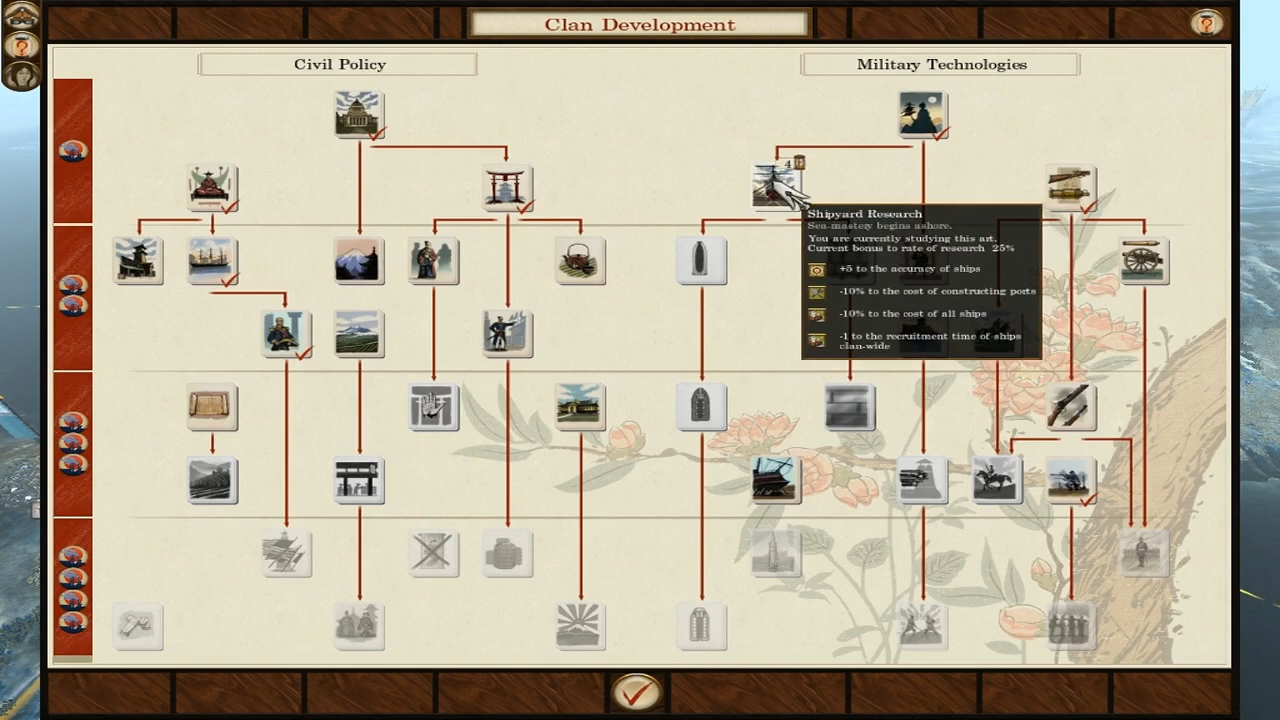 Clan Development
Civil Policy
Military Technologies
4
Shipyard Research
Sea-mastery begins ashore.
You are currently studying this art.
Current bonus to rate of research 25%
+5 to the accuracy of ships
-10% to the cost of constructing ports
-10% to the cost of all ships
-1 to the recruitment time of ships
clan-wide